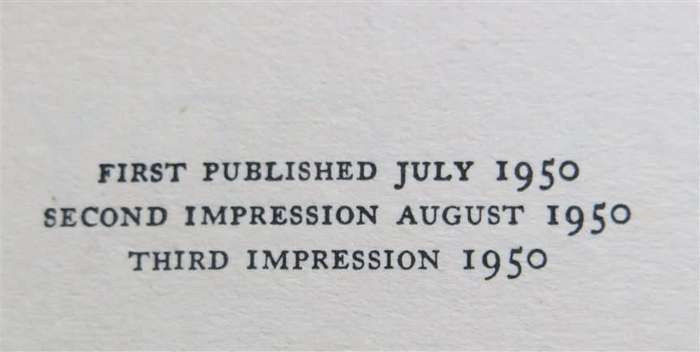 FIRST PUBLISHED JULY 1950
SECOND IMPRESSION AUGUST 1950
THIRD IMPRESSION 1950